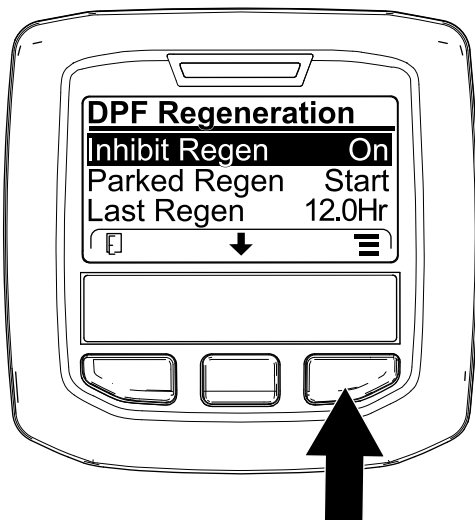 DPF Regeneration
Inhibit Regen On
Parked Regen Start
Last Regen 12.0Hr